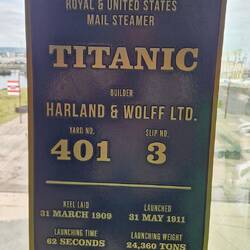 ROYAL & UNITED STATES
MAIL STEAMER
TITANIC
BUILDER
HARLAND & WOLFF LTD.
YARD NO. SLIP NO.
401 3
KEEL LAID LAUNCHED
31 MARCH 1909 31 MAY 1911
LAUNCHING TIME LAUNCHING WEIGHT
62 SECONDS 24,360 TONS